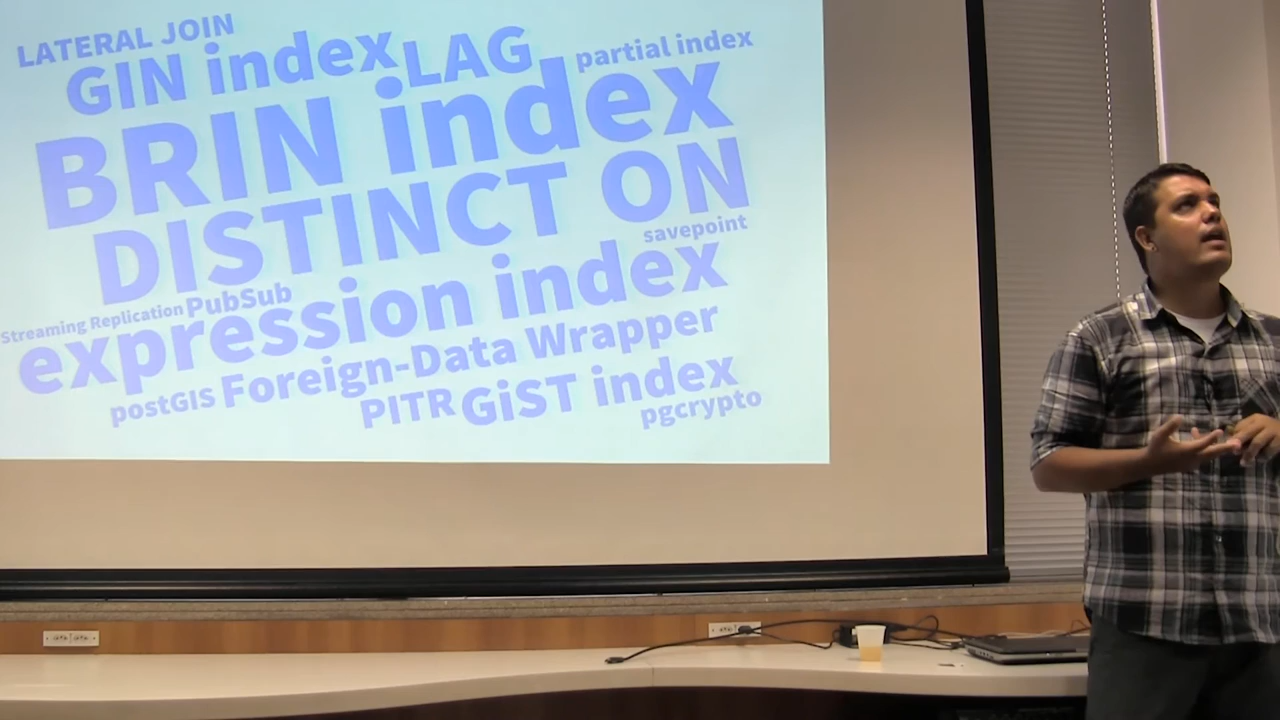 LATERAL JOIN
GIN index LAG partial index
BRIN index
DISTINCT ON
savepoint
Streaming Replication PubSub
expression index
Foreign-Data Wrapper
postGIS PITR GiST index
pgcrypto